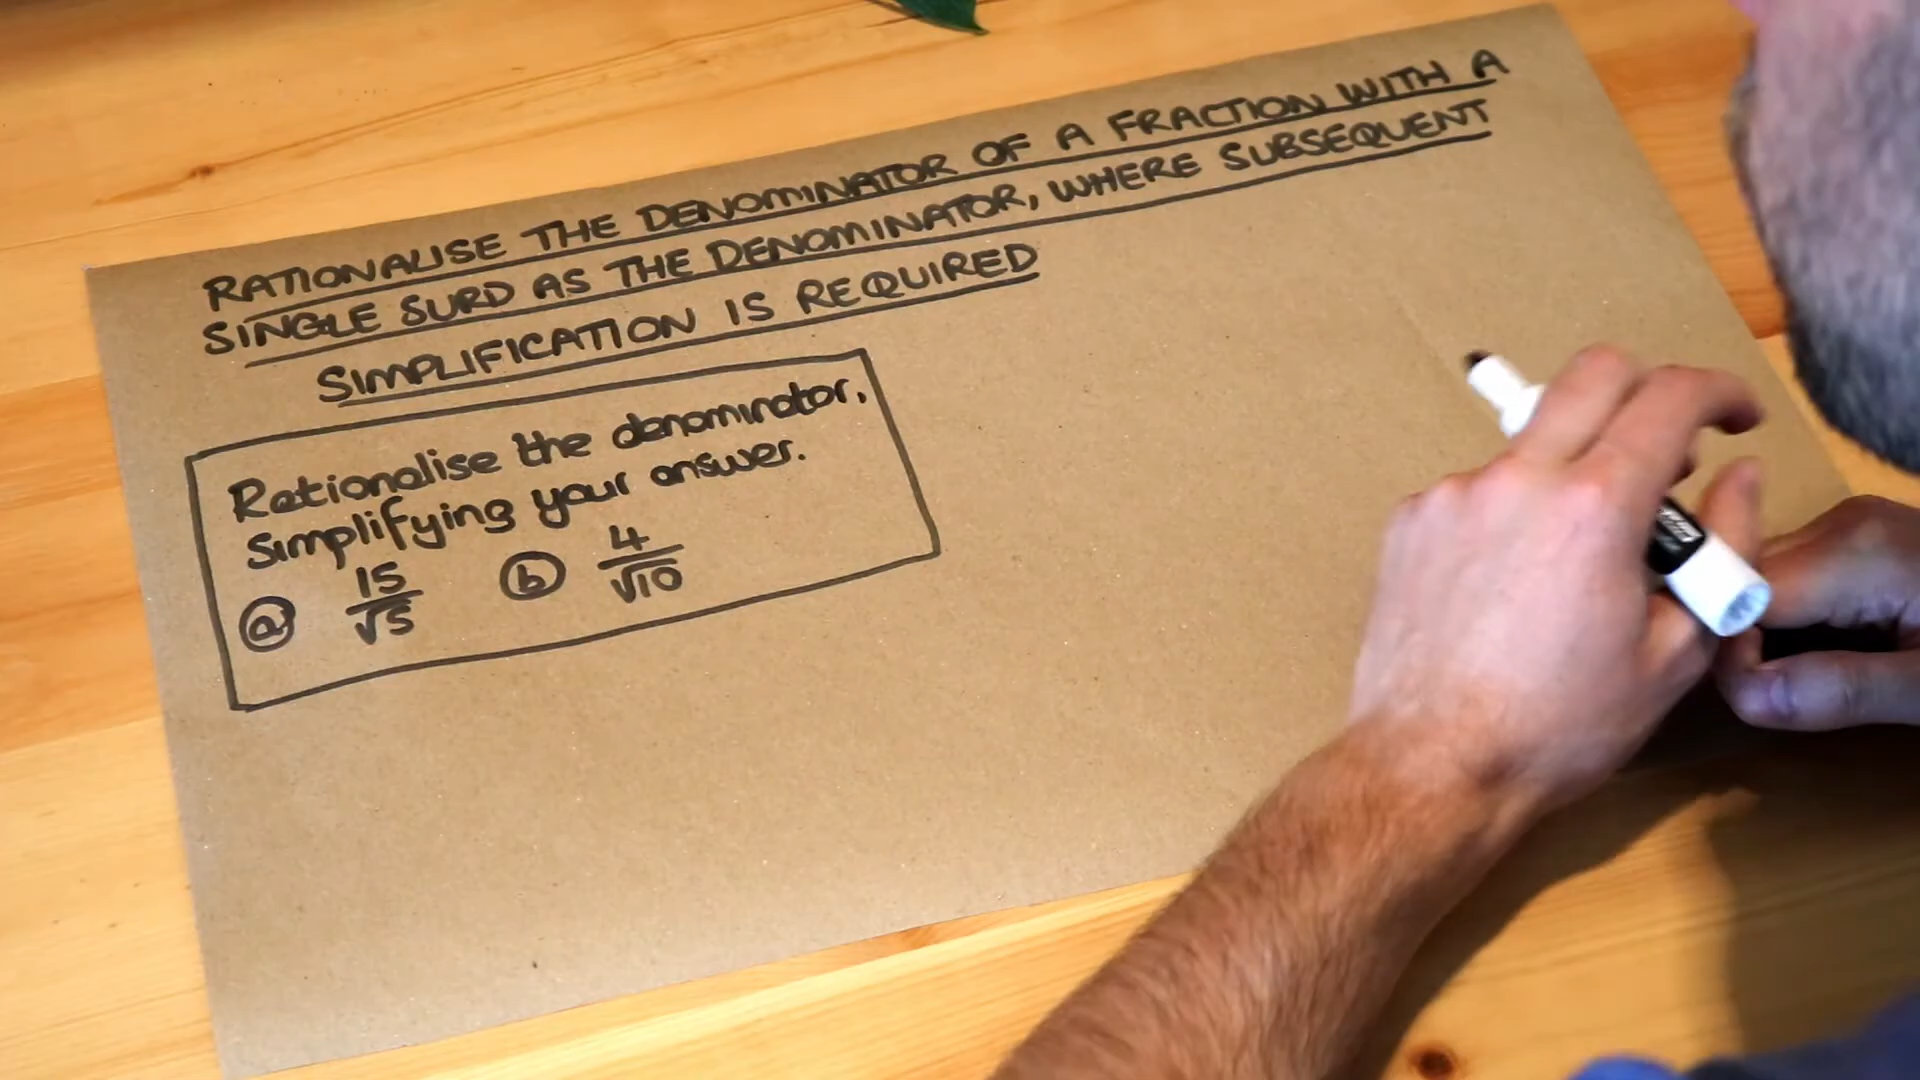 RATIONALISE THE DENOMINATOR OF A FRACTION WITH A
SINGLE SURD AS THE DENOMINATOR, WHERE SUBSEQUENT
SIMPLIFICATION IS REQUIRED
Rationalise the denominator,
simplifying your answer.
ⓐ 15/√5 ⓑ 4/√10